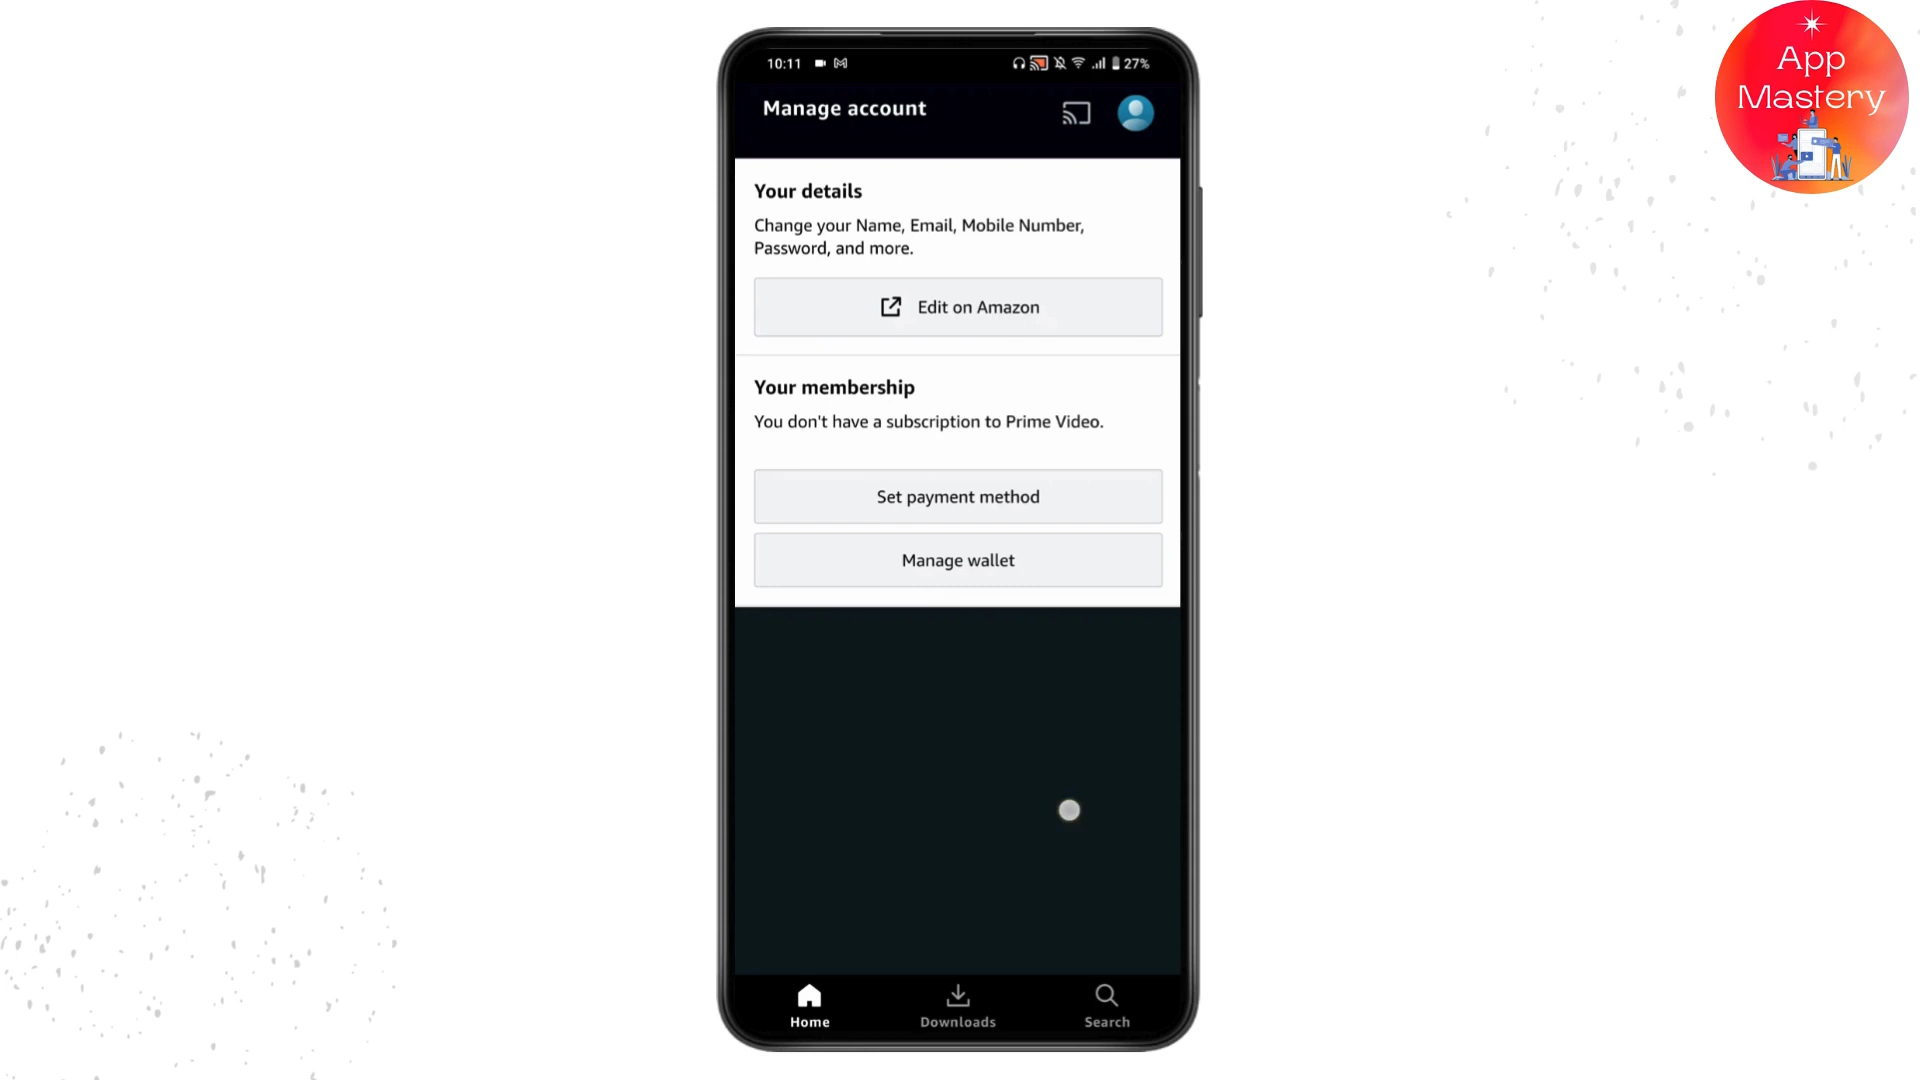 App
Mastery
10:11
27%
Manage account
Your details
Change your Name, Email, Mobile Number,
Password, and more.
Edit on Amazon
Your membership
You don't have a subscription to Prime Video.
Set payment method
Manage wallet
Home
Downloads
Search